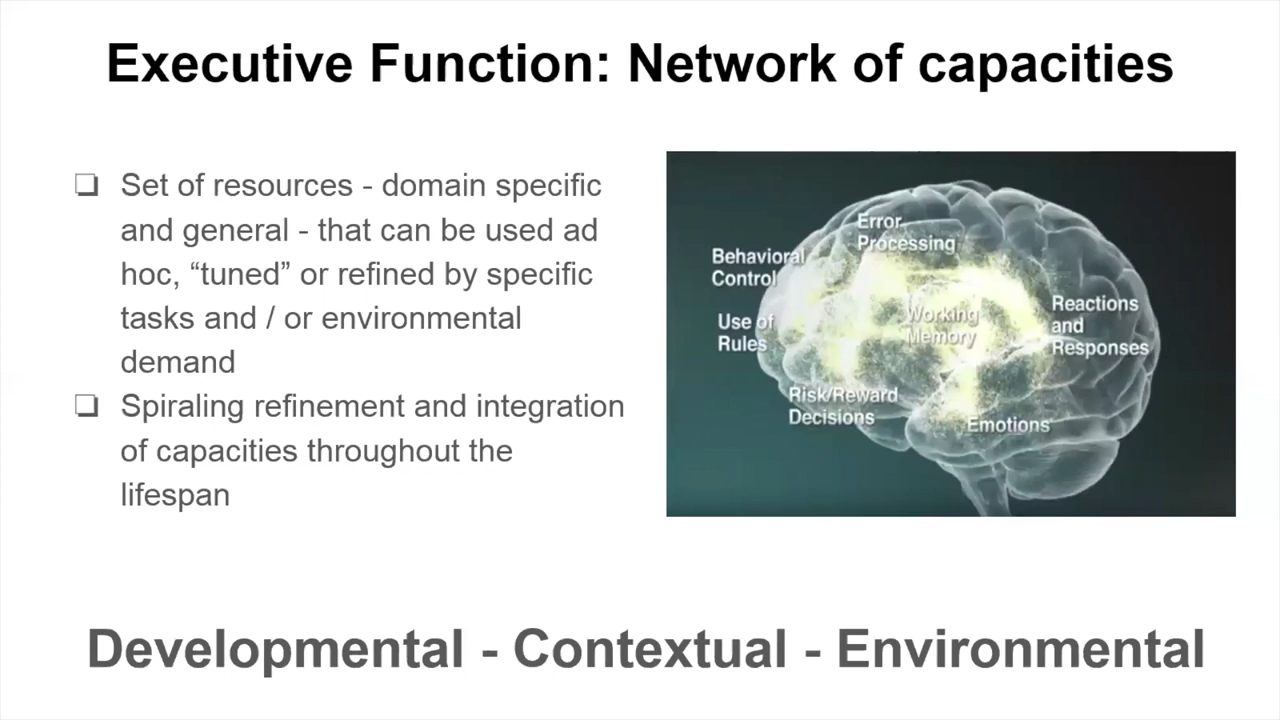 Executive Function: Network of capacities
❏ Set of resources - domain specific
and general - that can be used ad
hoc, “tuned” or refined by specific
tasks and / or environmental
demand
❏ Spiraling refinement and integration
of capacities throughout the
lifespan
Error
Processing
Behavioral
Control
Working
Memory
Use of
Rules
Reactions
and
Responses
Risk/Reward
Decisions
Emotions
Developmental - Contextual - Environmental